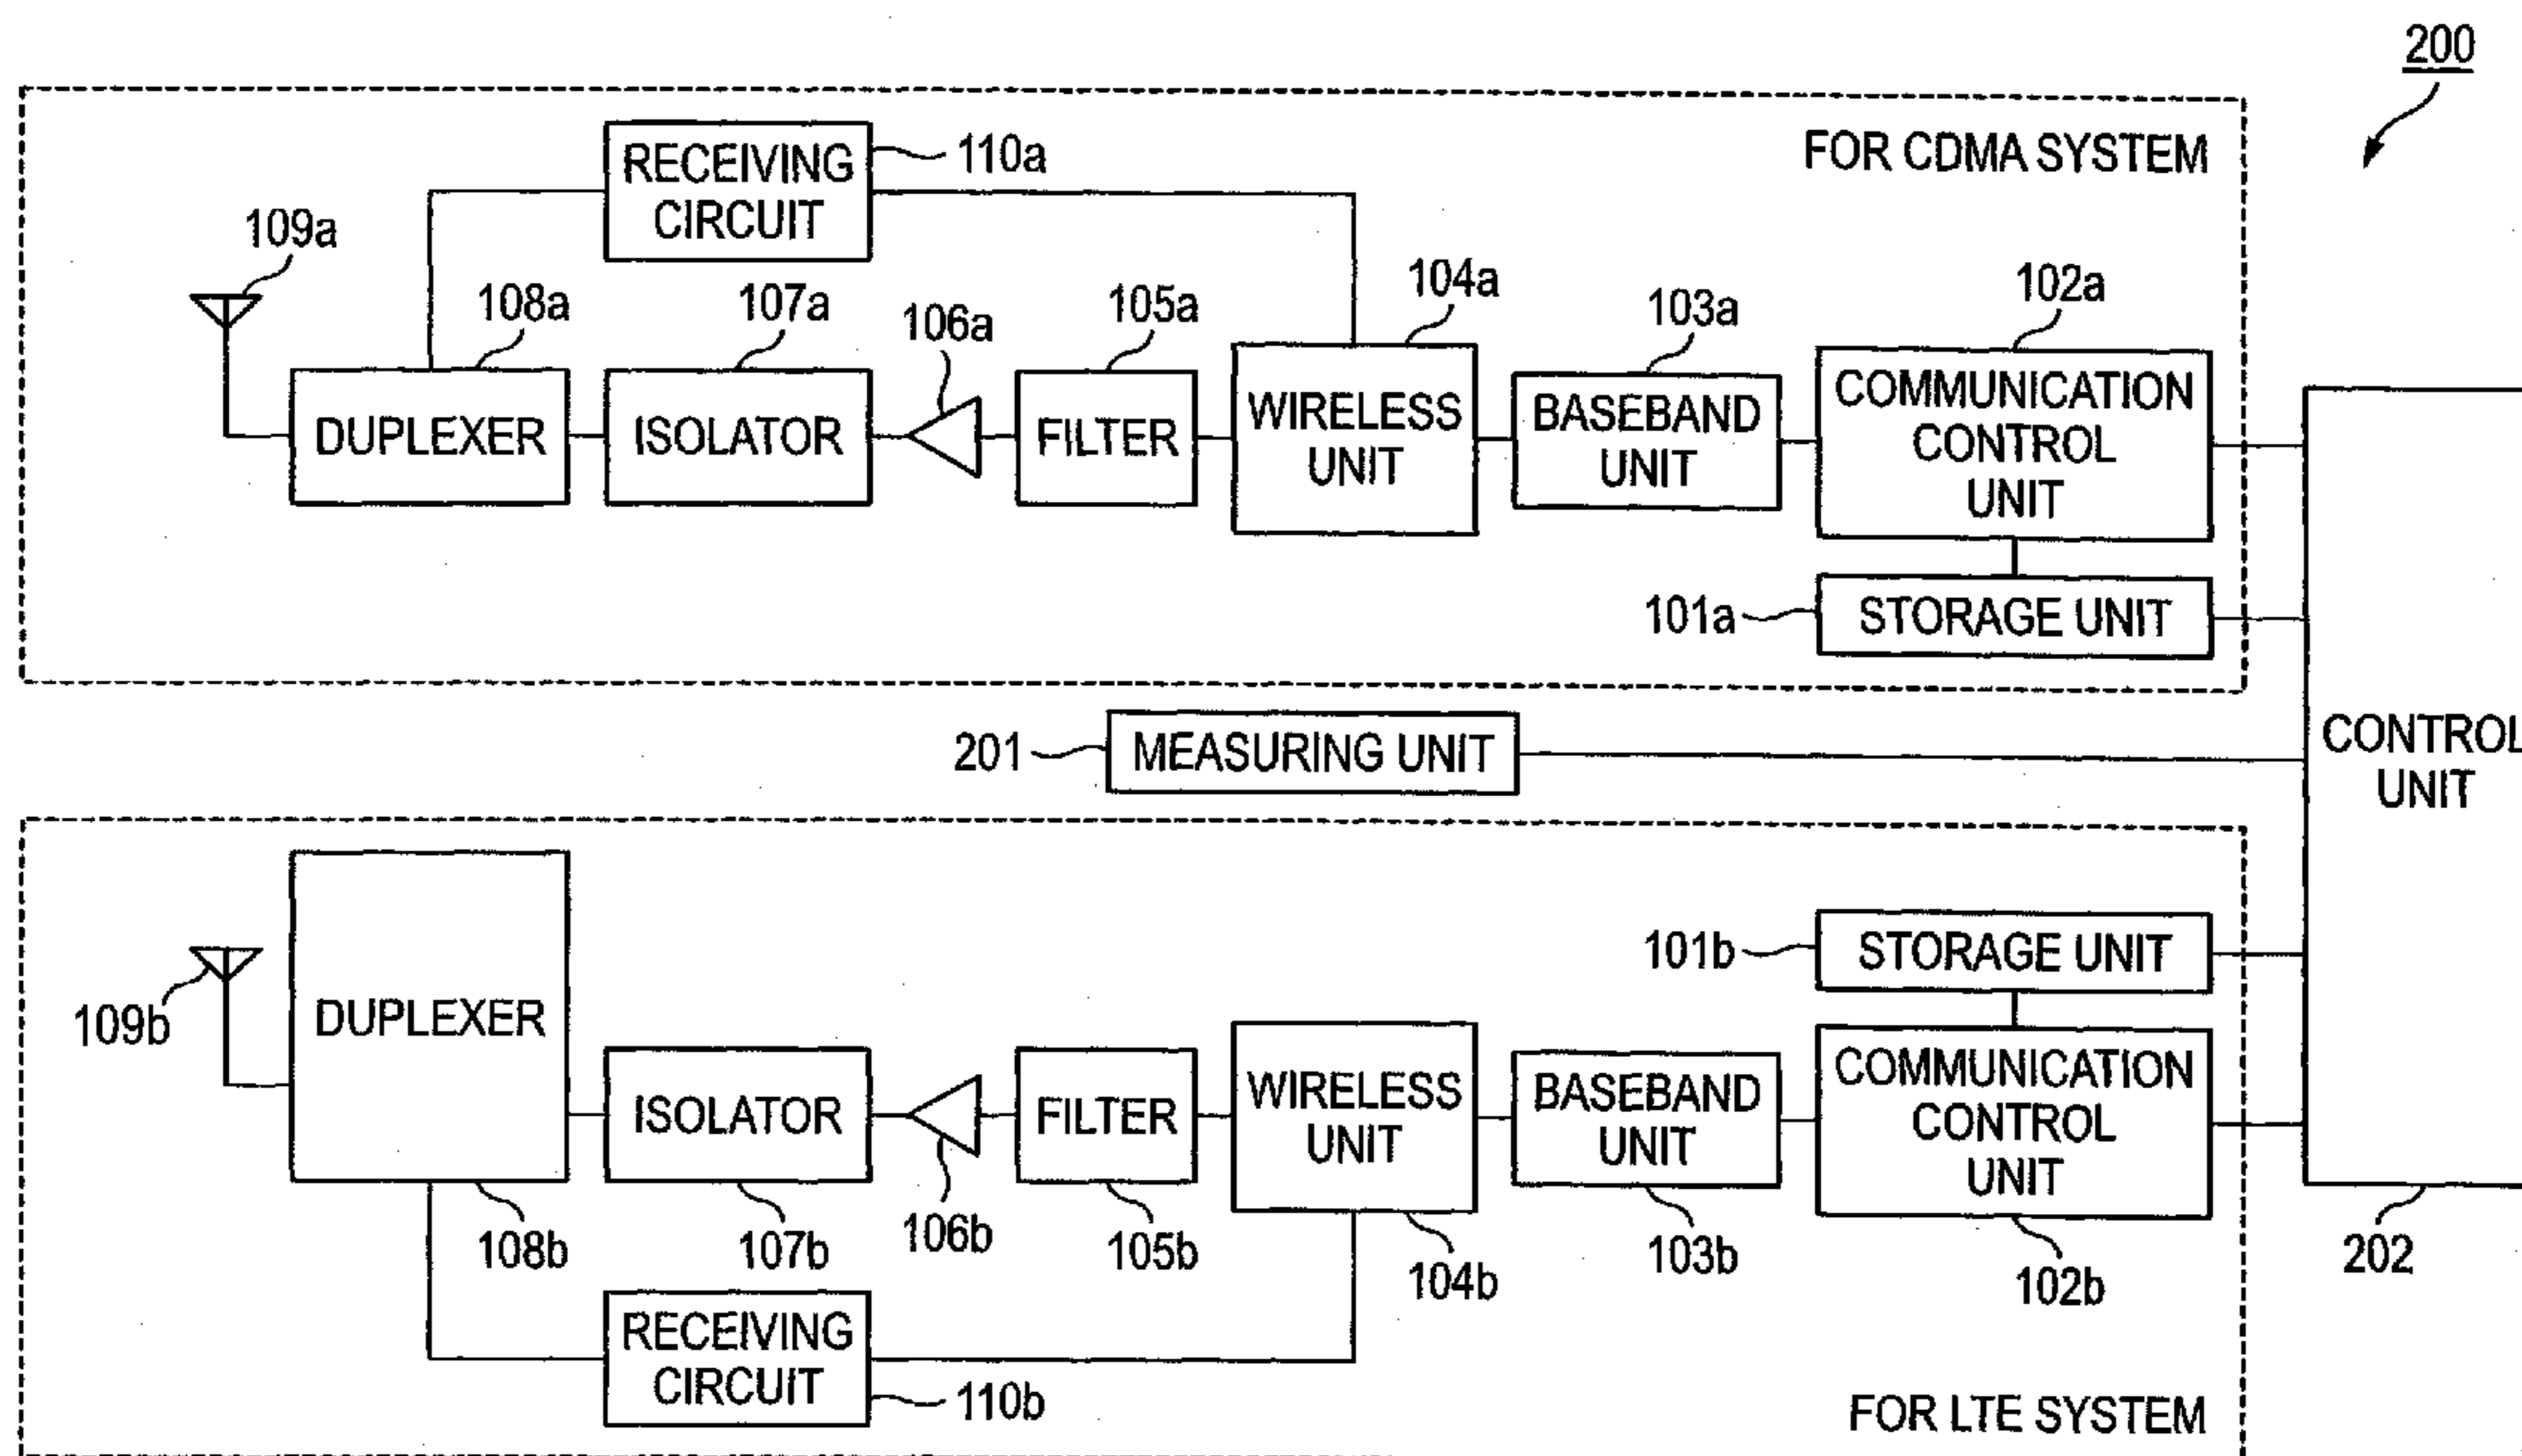 200
FOR CDMA SYSTEM
RECEIVING
CIRCUIT
110a
109a
108a
107a
106a
105a
104a
103a
102a
DUPLEXER
ISOLATOR
FILTER
WIRELESS
UNIT
BASEBAND
UNIT
COMMUNICATION
CONTROL
UNIT
101a
STORAGE UNIT
201
MEASURING UNIT
CONTROL
UNIT
109b
DUPLEXER
ISOLATOR
FILTER
WIRELESS
UNIT
BASEBAND
UNIT
101b
STORAGE UNIT
COMMUNICATION
CONTROL
UNIT
108b
107b
106b
105b
104b
103b
102b
202
RECEIVING
CIRCUIT
110b
FOR LTE SYSTEM